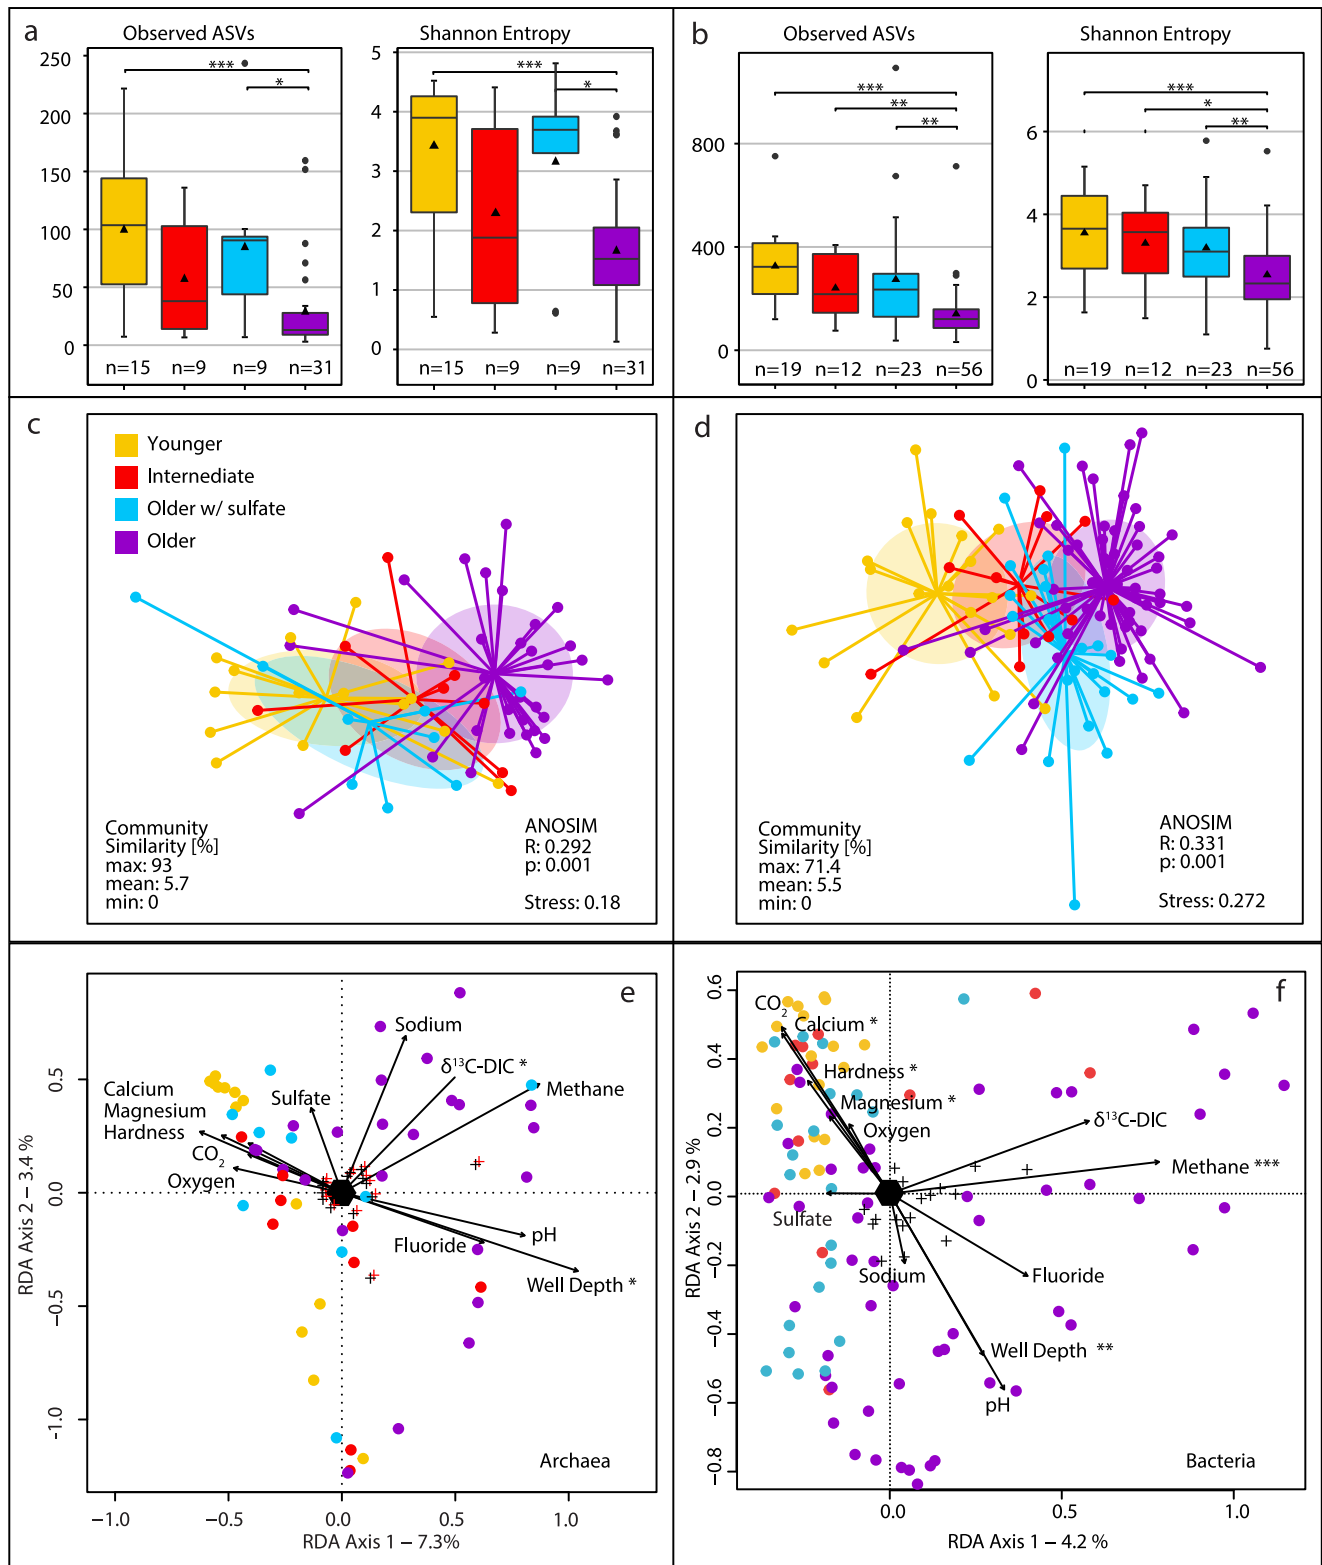 a
Observed ASVs
Shannon Entropy
250
200
150
100
50
0
***
*
n=15
n=9
n=9
n=31
5
4
3
2
1
0
***
*
n=15
n=9
n=9
n=31
b
Observed ASVs
Shannon Entropy
800
400
0
***
**
**
n=19
n=12
n=23
n=56
6
4
2
0
***
*
**
n=19
n=12
n=23
n=56
c
Younger
Internediate
Older w/ sulfate
Older
Community
Similarity [%]
max: 93
mean: 5.7
min: 0
ANOSIM
R: 0.292
p: 0.001
Stress: 0.18
d
Community
Similarity [%]
max: 71.4
mean: 5.5
min: 0
ANOSIM
R: 0.331
p: 0.001
Stress: 0.272
e
Sodium
δ¹³C-DIC *
Methane
Sulfate
Calcium
Magnesium
Hardness
CO₂
Oxygen
Fluoride
pH
Well Depth *
Archaea
0.5
0.0
−0.5
−1.0
RDA Axis 2 − 3.4 %
−1.0
−0.5
0.0
0.5
1.0
RDA Axis 1 − 7.3%
f
CO₂
Calcium *
Hardness *
Magnesium *
Oxygen
δ¹³C-DIC
Methane ***
Sulfate
Sodium
Fluoride
Well Depth **
pH
Bacteria
0.6
0.4
0.2
0.0
−0.2
−0.4
−0.6
−0.8
RDA Axis 2 − 2.9 %
0.0
0.5
1.0
RDA Axis 1 − 4.2 %